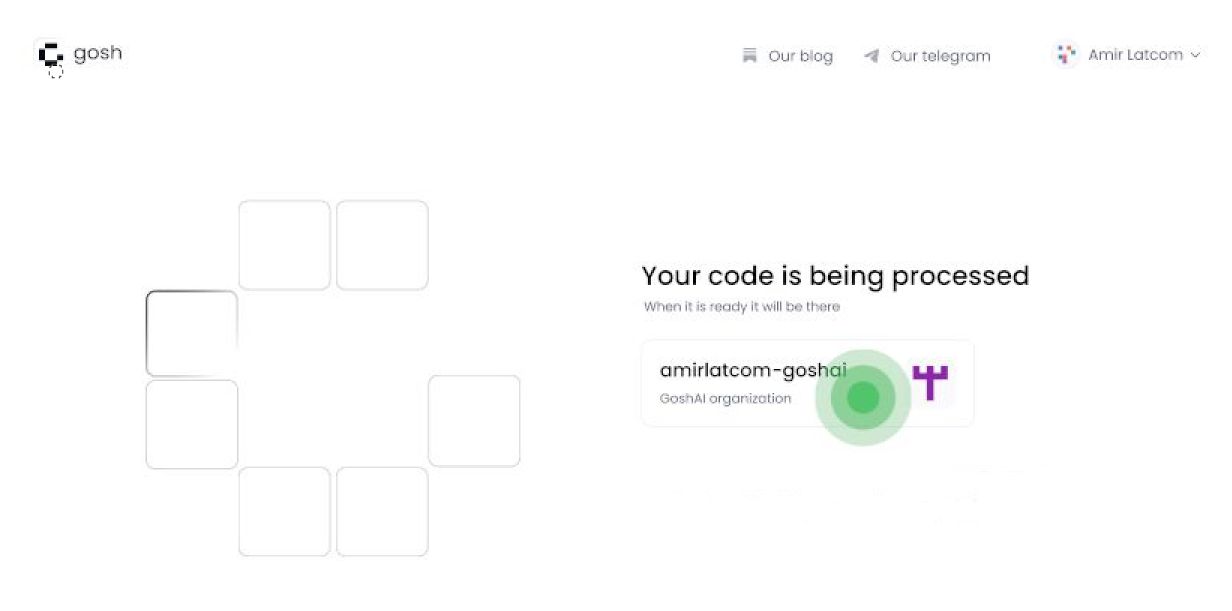 gosh
Our blog
Our telegram
Amir Latcom
Your code is being processed
When it is ready it will be there
amirlatcom-goshai
GoshAI organization